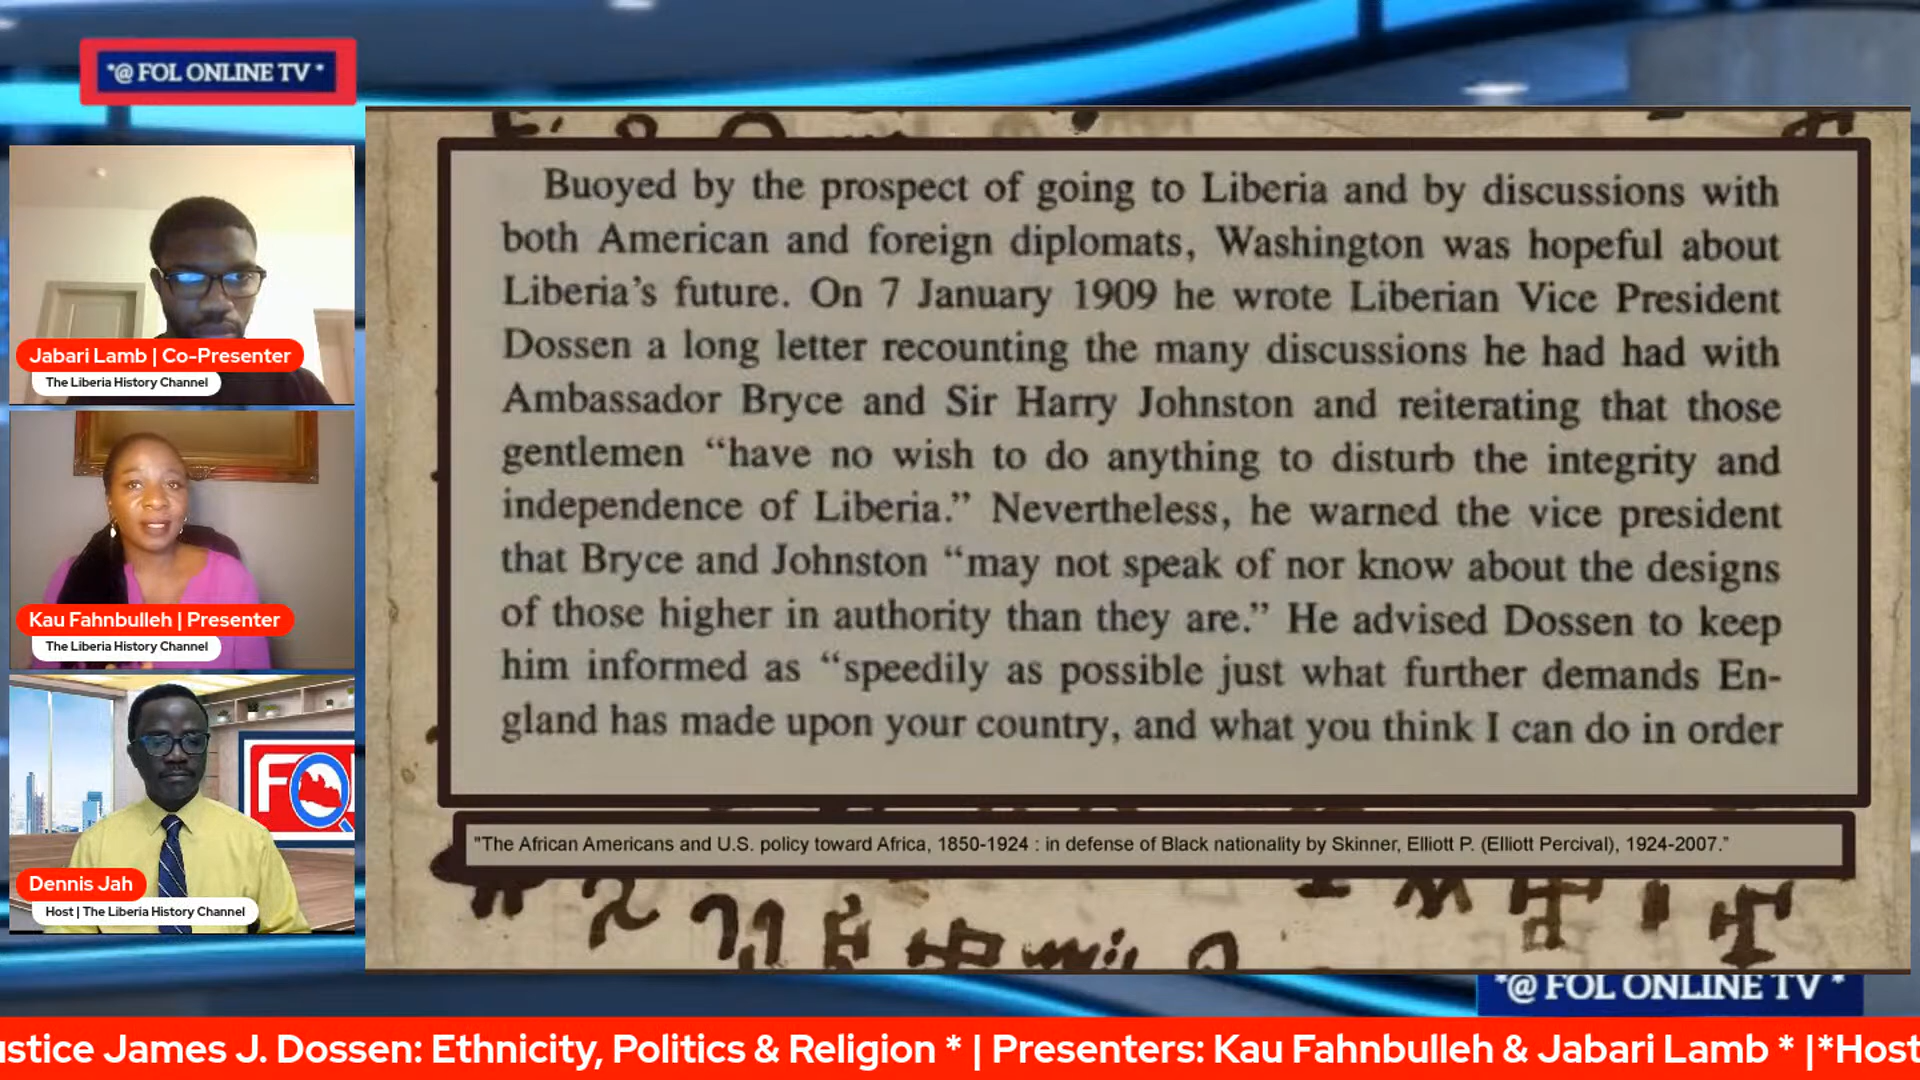 *@ FOL ONLINE TV *
Jabari Lamb | Co-Presenter
The Liberia History Channel
Kau Fahnbulleh | Presenter
The Liberia History Channel
FOL
Dennis Jah
Host | The Liberia History Channel
Buoyed by the prospect of going to Liberia and by discussions with
both American and foreign diplomats, Washington was hopeful about
Liberia's future. On 7 January 1909 he wrote Liberian Vice President
Dossen a long letter recounting the many discussions he had had with
Ambassador Bryce and Sir Harry Johnston and reiterating that those
gentlemen “have no wish to do anything to disturb the integrity and
independence of Liberia.” Nevertheless, he warned the vice president
that Bryce and Johnston “may not speak of nor know about the designs
of those higher in authority than they are.” He advised Dossen to keep
him informed as “speedily as possible just what further demands En-
gland has made upon your country, and what you think I can do in order
"The African Americans and U.S. policy toward Africa, 1850-1924 : in defense of Black nationality by Skinner, Elliott P. (Elliott Percival), 1924-2007."
*@ FOL ONLINE TV *
ustice James J. Dossen: Ethnicity, Politics & Religion * | Presenters: Kau Fahnbulleh & Jabari Lamb * |*Host